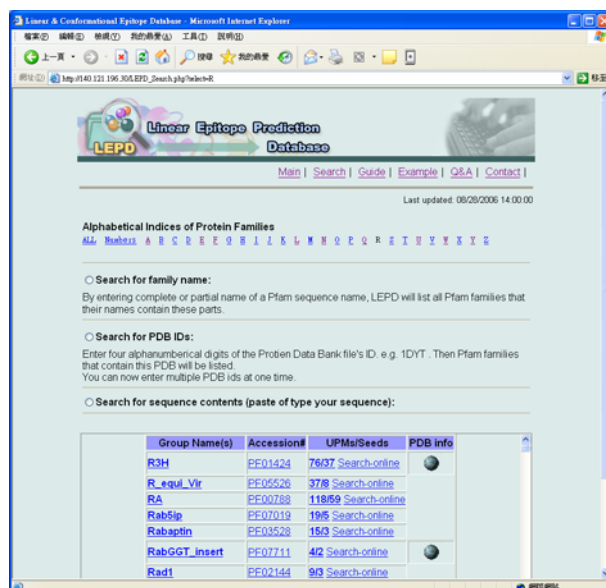 Linear & Conformational Epitope Database - Microsoft Internet Explorer
檔案(F) 編輯(E) 檢視(V) 我的最愛(A) 工具(T) 說明(H)
上一頁 搜尋 我的最愛
網址(D) http://140.121.196.30/LEPD_Search.php?select=R 移至
LEPD Linear Epitope Prediction
Database
Main | Search | Guide | Example | Q&A | Contact |
Last updated: 08/28/2006 14:00:00
Alphabetical Indices of Protein Families
ALL Numbers A B C D E F G H I J K L M N O P Q R S T U V W X Y Z
Search for family name:
By entering complete or partial name of a Pfam sequence name, LEPD will list all Pfam families that
their names contain these parts.
Search for PDB IDs:
Enter four alphanumberical digits of the Protien Data Bank file's ID. e.g. 1DYT . Then Pfam families
that contain this PDB will be listed.
You can now enter multiple PDB ids at one time.
Search for sequence contents (paste of type your sequence):
Group Name(s) Accession# UPMs/Seeds PDB info
R3H PF01424 76/37 Search-online
R_equi_Vir PF05526 37/8 Search-online
RA PF00788 118/59 Search-online
Rab5ip PF07019 19/5 Search-online
Rabaptin PF03528 15/3 Search-online
RabGGT_insert PF07711 4/2 Search-online
Rad1 PF02144 9/3 Search-online